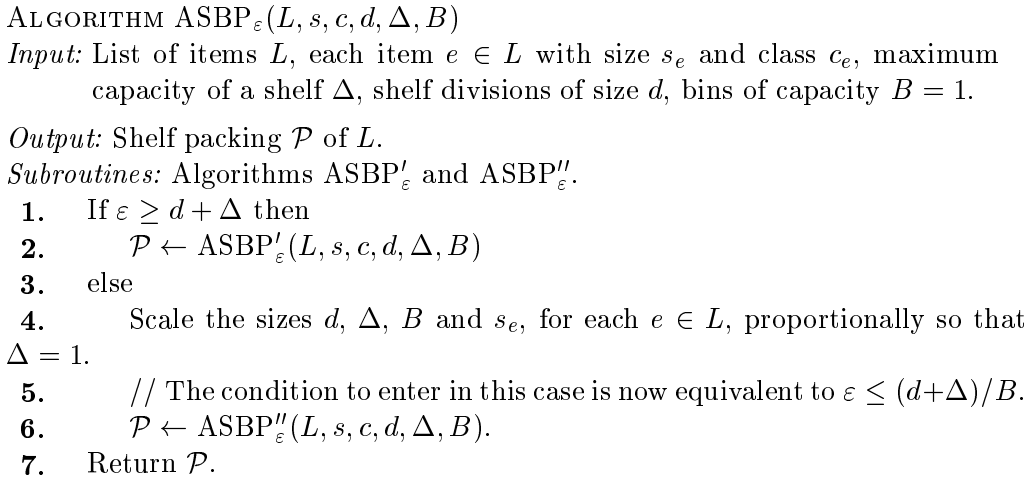 ALGORITHM ASBP_ε(L, s, c, d, Δ, B)
Input: List of items L, each item e ∈ L with size s_e and class c_e, maximum
capacity of a shelf Δ, shelf divisions of size d, bins of capacity B = 1.
Output: Shelf packing 𝒫 of L.
Subroutines: Algorithms ASBP′_ε and ASBP″_ε.
1. If ε ≥ d + Δ then
2. 𝒫 ← ASBP′_ε(L, s, c, d, Δ, B)
3. else
4. Scale the sizes d, Δ, B and s_e, for each e ∈ L, proportionally so that
Δ = 1.
5. // The condition to enter in this case is now equivalent to ε ≤ (d+Δ)/B.
6. 𝒫 ← ASBP″_ε(L, s, c, d, Δ, B).
7. Return 𝒫.